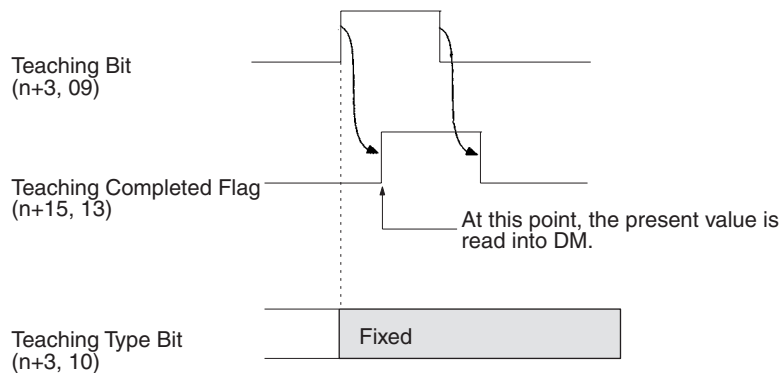 Teaching Bit
(n+3, 09)
Teaching Completed Flag
(n+15, 13)
At this point, the present value is
read into DM.
Teaching Type Bit
(n+3, 10)
Fixed